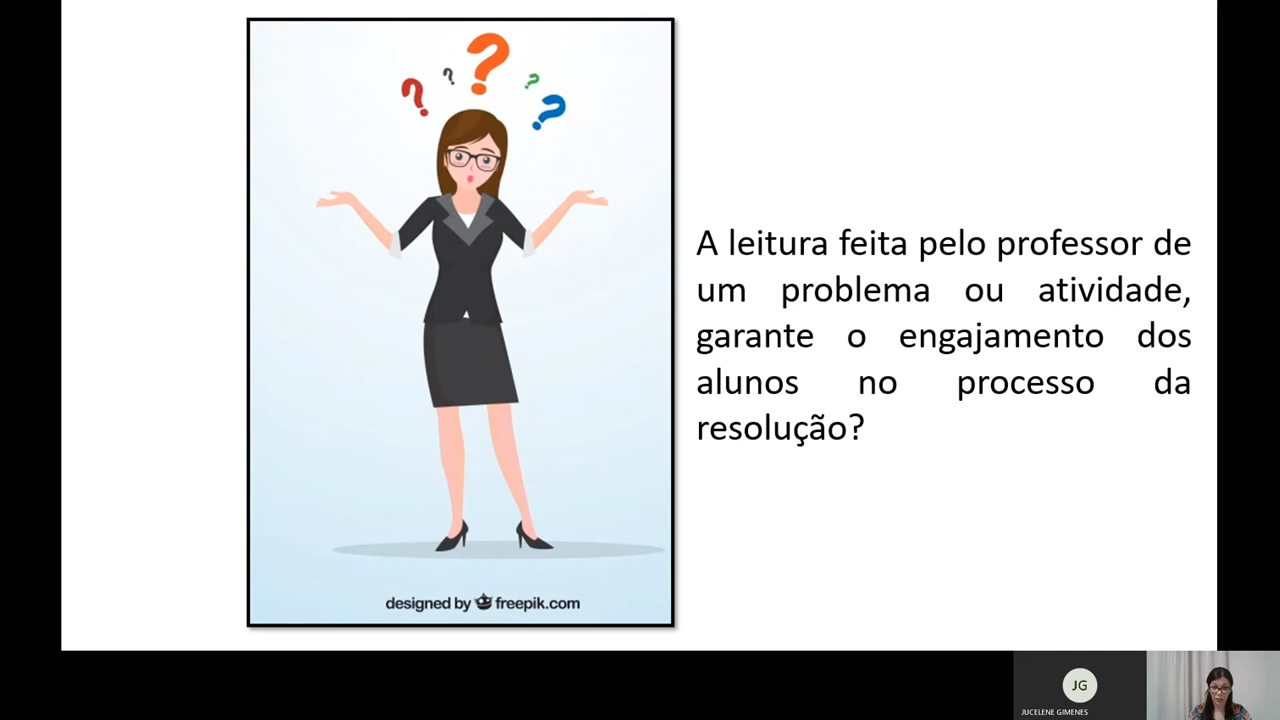 ? ? ? ? ?
A leitura feita pelo professor de
um problema ou atividade,
garante o engajamento dos
alunos no processo da
resolução?
designed by freepik.com
JG
JUCELENE GIMENES